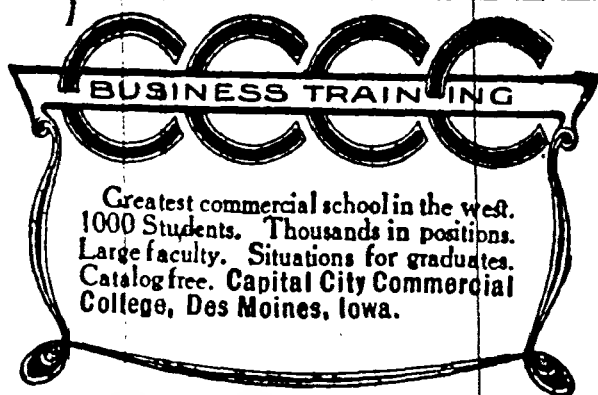 CCCC
BUSINESS TRAINING
Greatest commercial school in the west.
1000 Students. Thousands in positions.
Large faculty. Situations for graduates.
Catalog free. Capital City Commercial
College, Des Moines, Iowa.